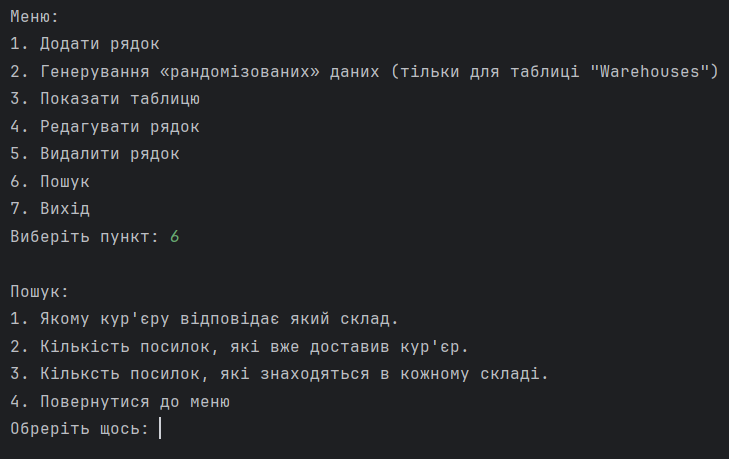 Меню:
1. Додати рядок
2. Генерування «рандомізованих» даних (тільки для таблиці "Warehouses")
3. Показати таблицю
4. Редагувати рядок
5. Видалити рядок
6. Пошук
7. Вихід
Виберіть пункт: 6
Пошук:
1. Якому кур'єру відповідає який склад.
2. Кількість посилок, які вже доставив кур'єр.
3. Кільксть посилок, які знаходяться в кожному складі.
4. Повернутися до меню
Обреріть щось: